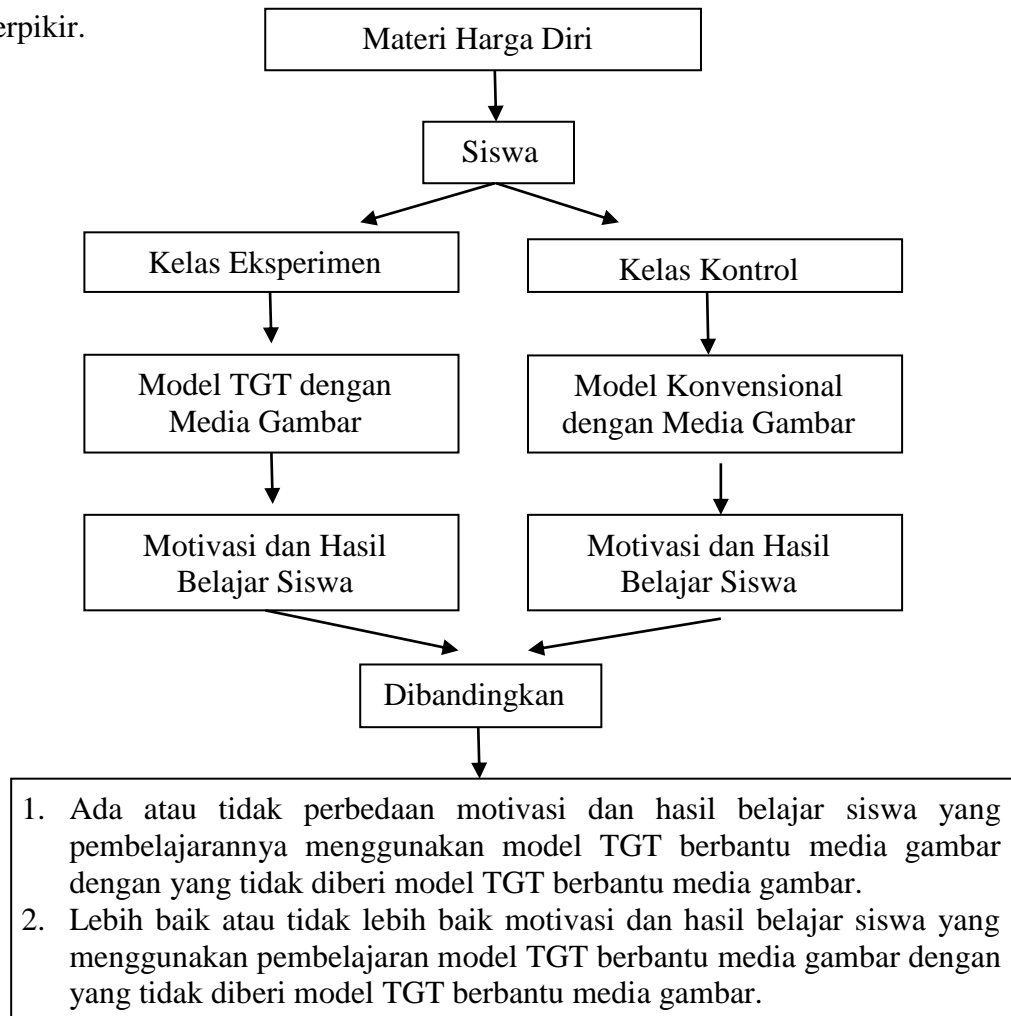 erpikir.
Materi Harga Diri
Siswa
Kelas Eksperimen
Kelas Kontrol
Model TGT dengan
Media Gambar
Model Konvensional
dengan Media Gambar
Motivasi dan Hasil
Belajar Siswa
Motivasi dan Hasil
Belajar Siswa
Dibandingkan
1. Ada atau tidak perbedaan motivasi dan hasil belajar siswa yang
pembelajarannya menggunakan model TGT berbantu media gambar
dengan yang tidak diberi model TGT berbantu media gambar.
2. Lebih baik atau tidak lebih baik motivasi dan hasil belajar siswa yang
menggunakan pembelajaran model TGT berbantu media gambar dengan
yang tidak diberi model TGT berbantu media gambar.